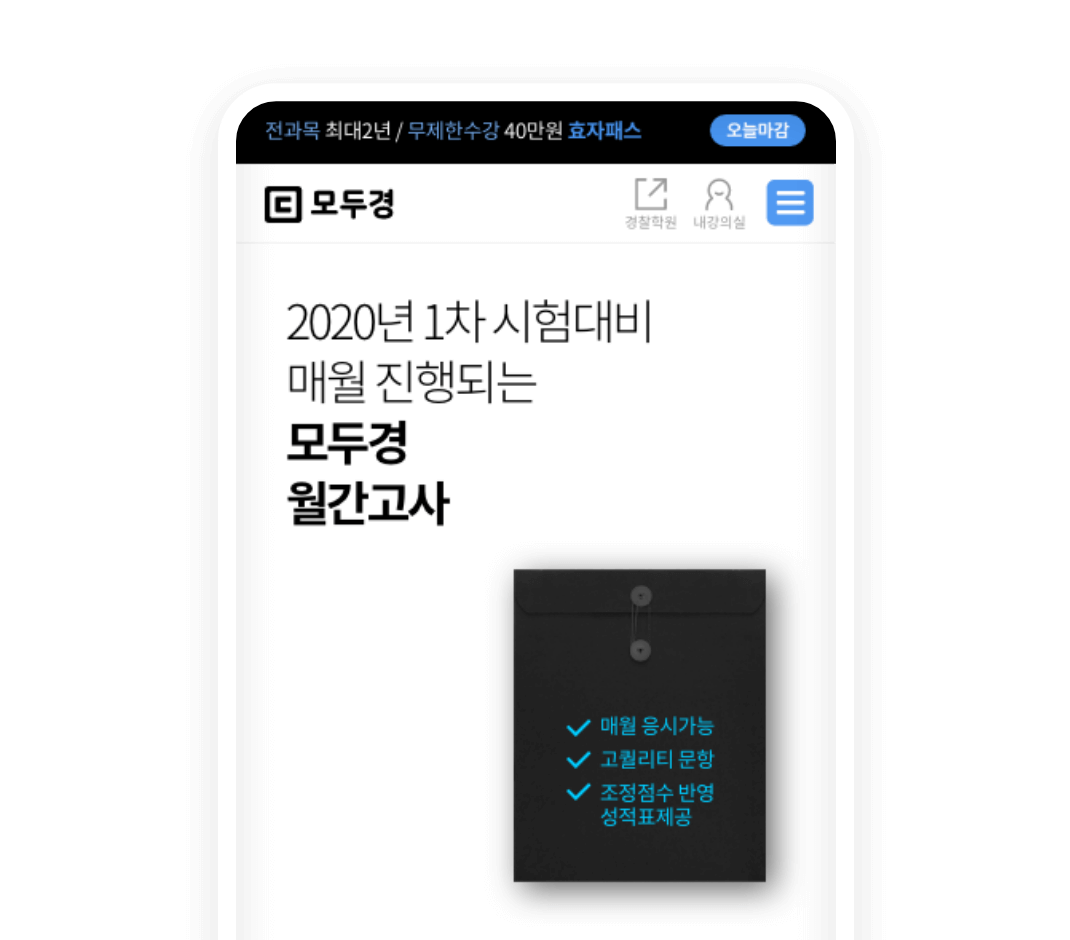 전과목 최대2년 / 무제한수강 40만원 효자패스
오늘마감
모두경
경찰학원
내강의실
2020년 1차 시험대비
매월 진행되는
모두경
월간고사
매월 응시가능
고퀄리티 문항
조정점수 반영
성적표제공